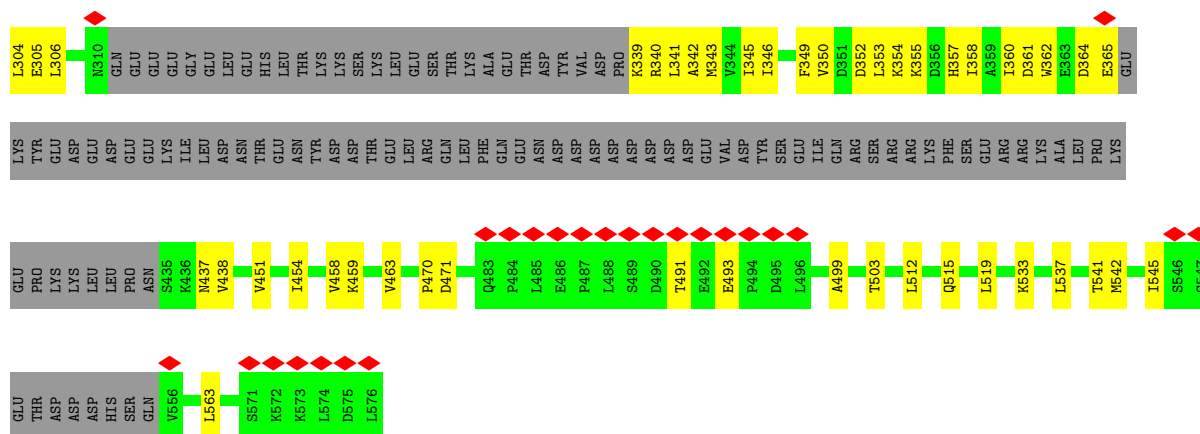 L304 E305 L306 N310 GLN GLU GLU GLU GLY GLU LEU GLU HIS LEU THR LYS LYS SER LYS LEU GLU SER THR LYS ALA GLU THR ASP TYR VAL ASP PRO K339 R340 L341 A342 M343 V344 I345 I346 F349 V350 D351 D352 L353 K354 K355 D356 H357 I358 A359 I360 D361 W362 E363 D364 E365 GLU
LYS TYR GLU ASP GLU ASP GLU GLU LYS ILE LEU ASP ASN THR GLU ASN TYR ASP ASP THR GLU LEU ARG GLN LEU PHE GLN GLU ASN ASP ASP ASP ASP ASP ASP ASP ASP GLU VAL ASP TYR SER GLU ILE GLN ARG SER ARG ARG LYS PHE SER GLU ARG ARG LYS ALA LEU PRO LYS
GLU PRO LYS LYS LEU LEU PRO ASN S435 K436 N437 V438 V451 I454 V458 K459 V463 P470 D471 Q483 P484 L485 E486 P487 L488 S489 D490 T491 E492 E493 P494 D495 L496 A499 T503 L512 Q515 L519 K533 L537 T541 M542 I545 S546
GLU THR ASP ASP ASP HIS SER GLN V556 L563 S571 K572 K573 L574 D575 L576